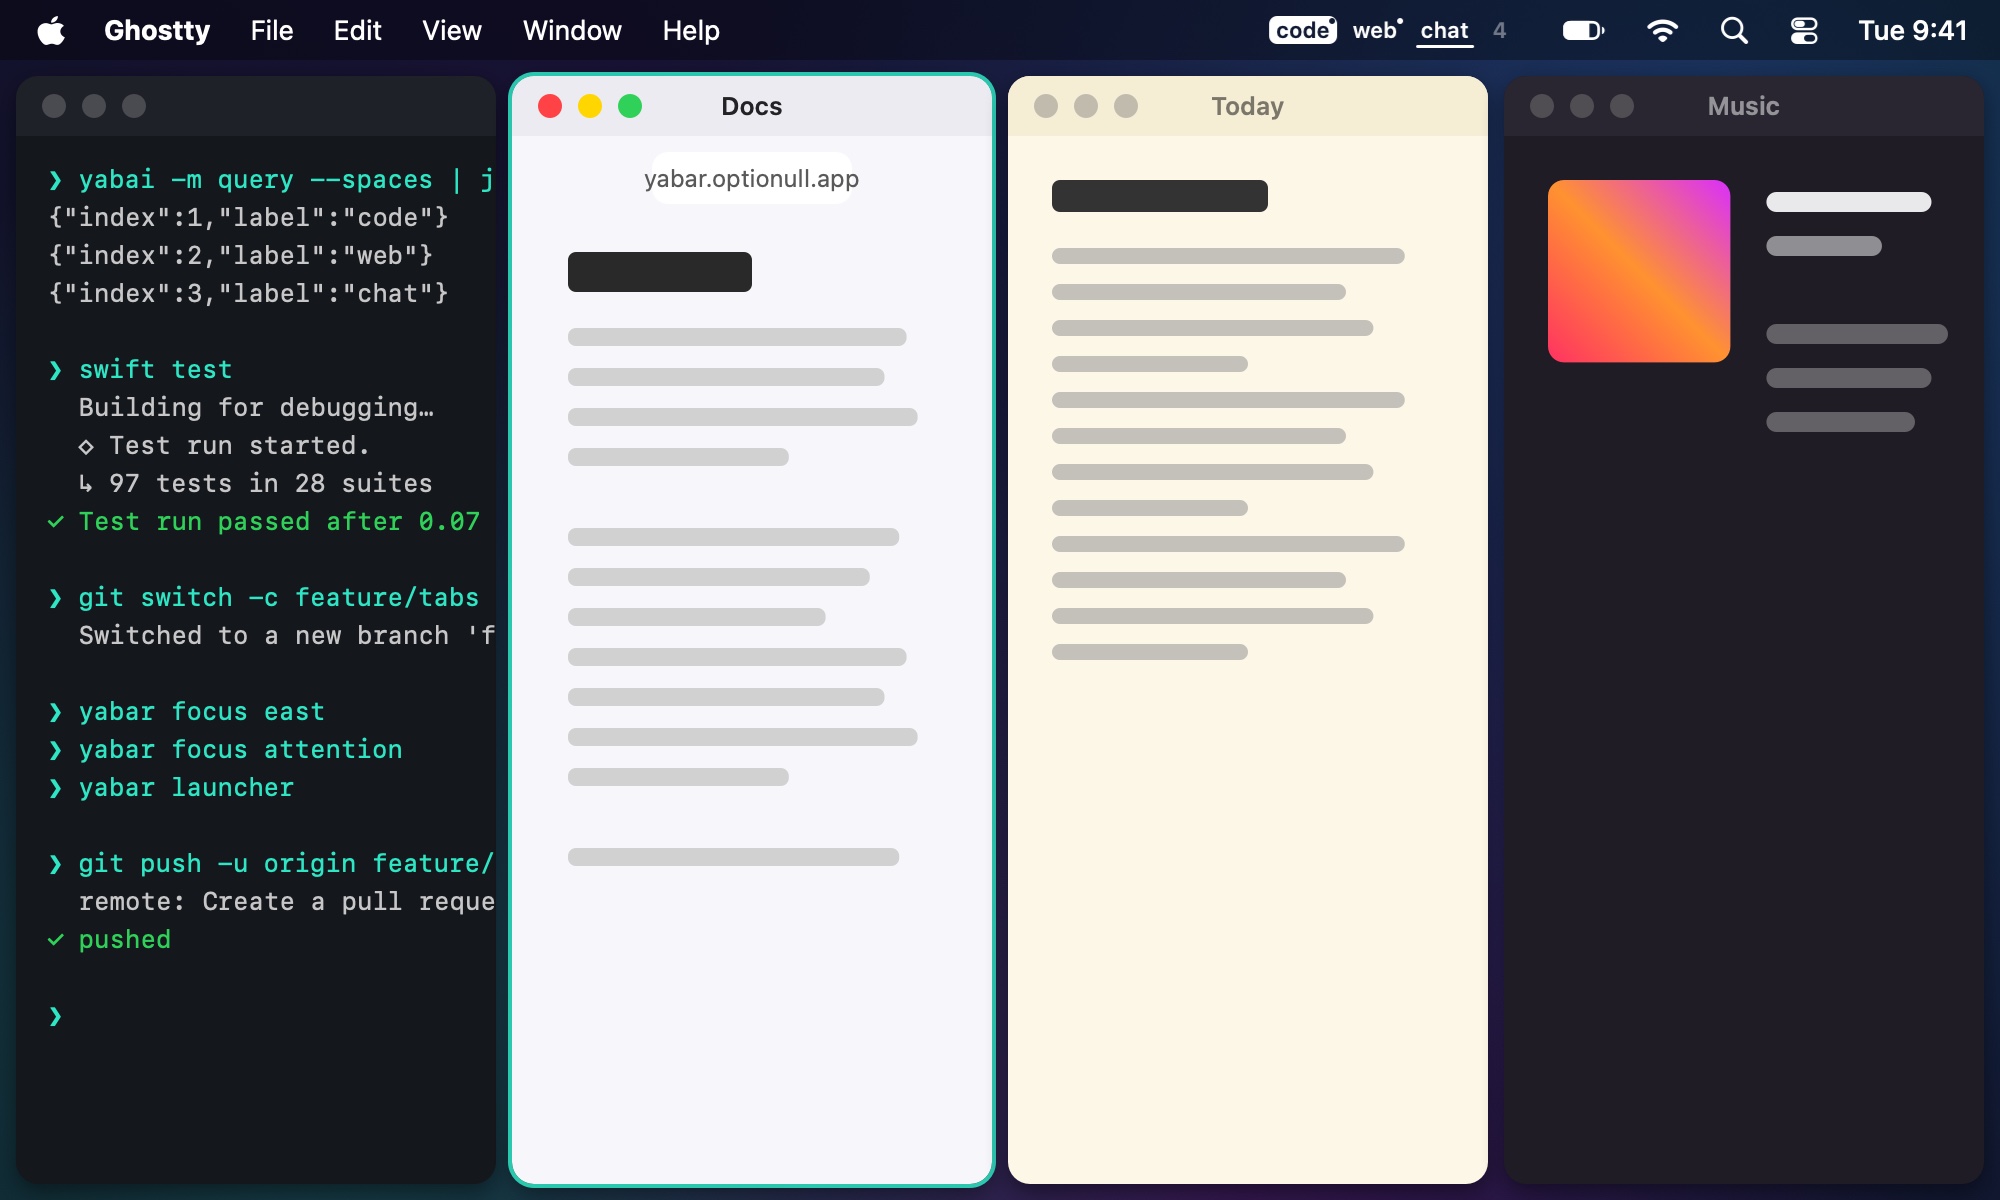 Ghostty File Edit View Window Help code web chat 4 Tue 9:41
❯ yabai -m query --spaces | j
{"index":1,"label":"code"}
{"index":2,"label":"web"}
{"index":3,"label":"chat"}
❯ swift test
Building for debugging…
◇ Test run started.
↳ 97 tests in 28 suites
✓ Test run passed after 0.07
❯ git switch -c feature/tabs
Switched to a new branch 'f
❯ yabar focus east
❯ yabar focus attention
❯ yabar launcher
❯ git push -u origin feature/
remote: Create a pull reque
✓ pushed
❯
Docs
yabar.optionull.app
Today
Music